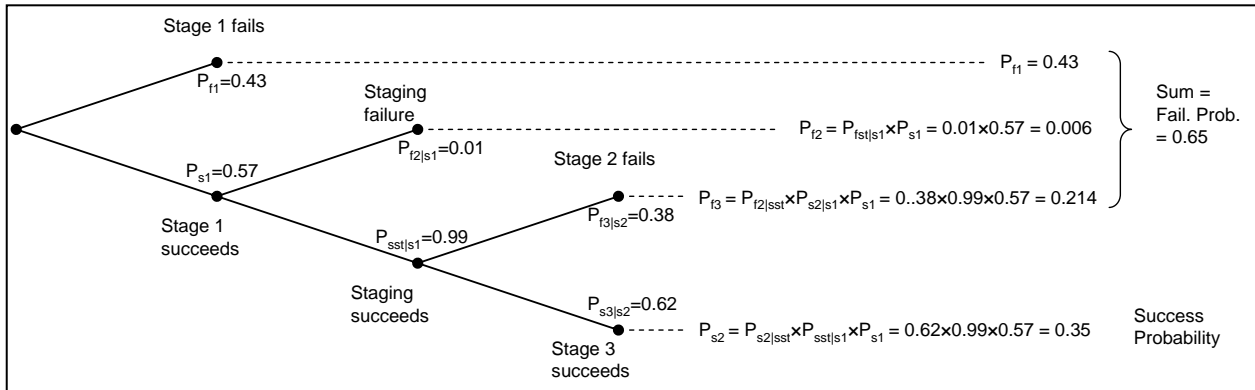 Stage 1 fails
P_f1=0.43
P_f1 = 0.43
Sum =
Fail. Prob.
= 0.65
Staging
failure
P_f2|s1=0.01
P_f2 = P_fst|s1×P_s1 = 0.01×0.57 = 0.006
P_s1=0.57
Stage 1
succeeds
Stage 2 fails
P_f3|s2=0.38
P_f3 = P_f2|sst×P_s2|s1×P_s1 = 0..38×0.99×0.57 = 0.214
P_sst|s1=0.99
Staging
succeeds
P_s3|s2=0.62
Stage 3
succeeds
P_s2 = P_s2|sst×P_sst|s1×P_s1 = 0.62×0.99×0.57 = 0.35
Success
Probability